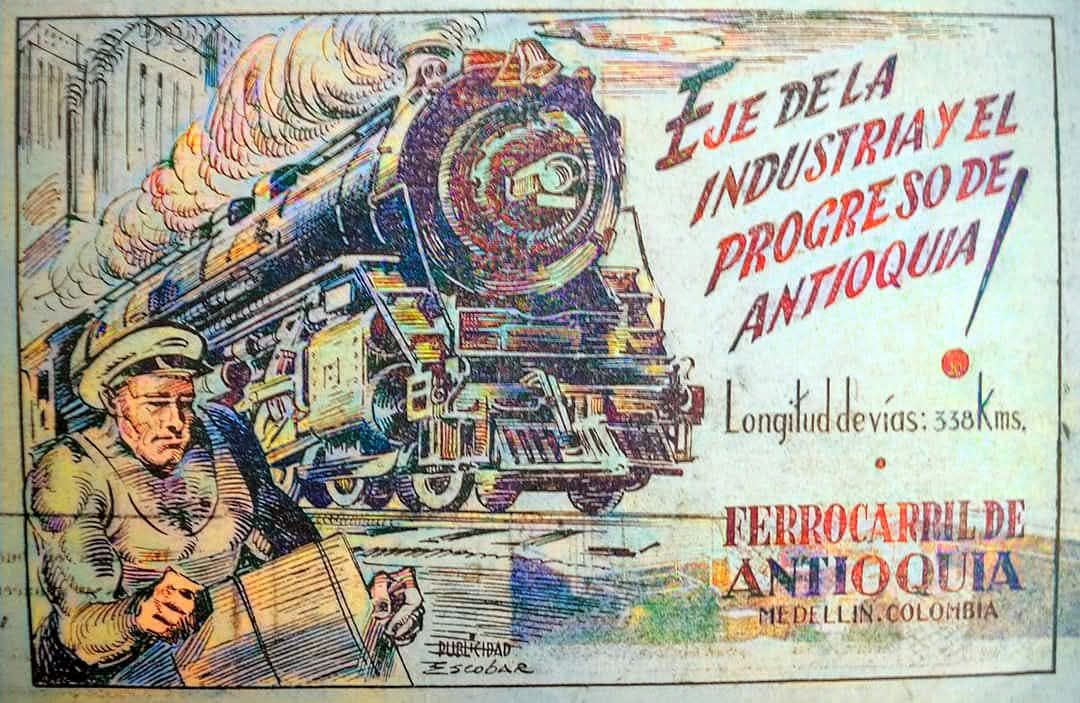 EJE DE LA
INDUSTRIA Y EL
PROGRESO DE
ANTIOQUIA!
Longitud de vías: 338 Kms.
FERROCARRIL DE
ANTIOQUIA
MEDELLIN. COLOMBIA
PUBLICIDAD
ESCOBAR